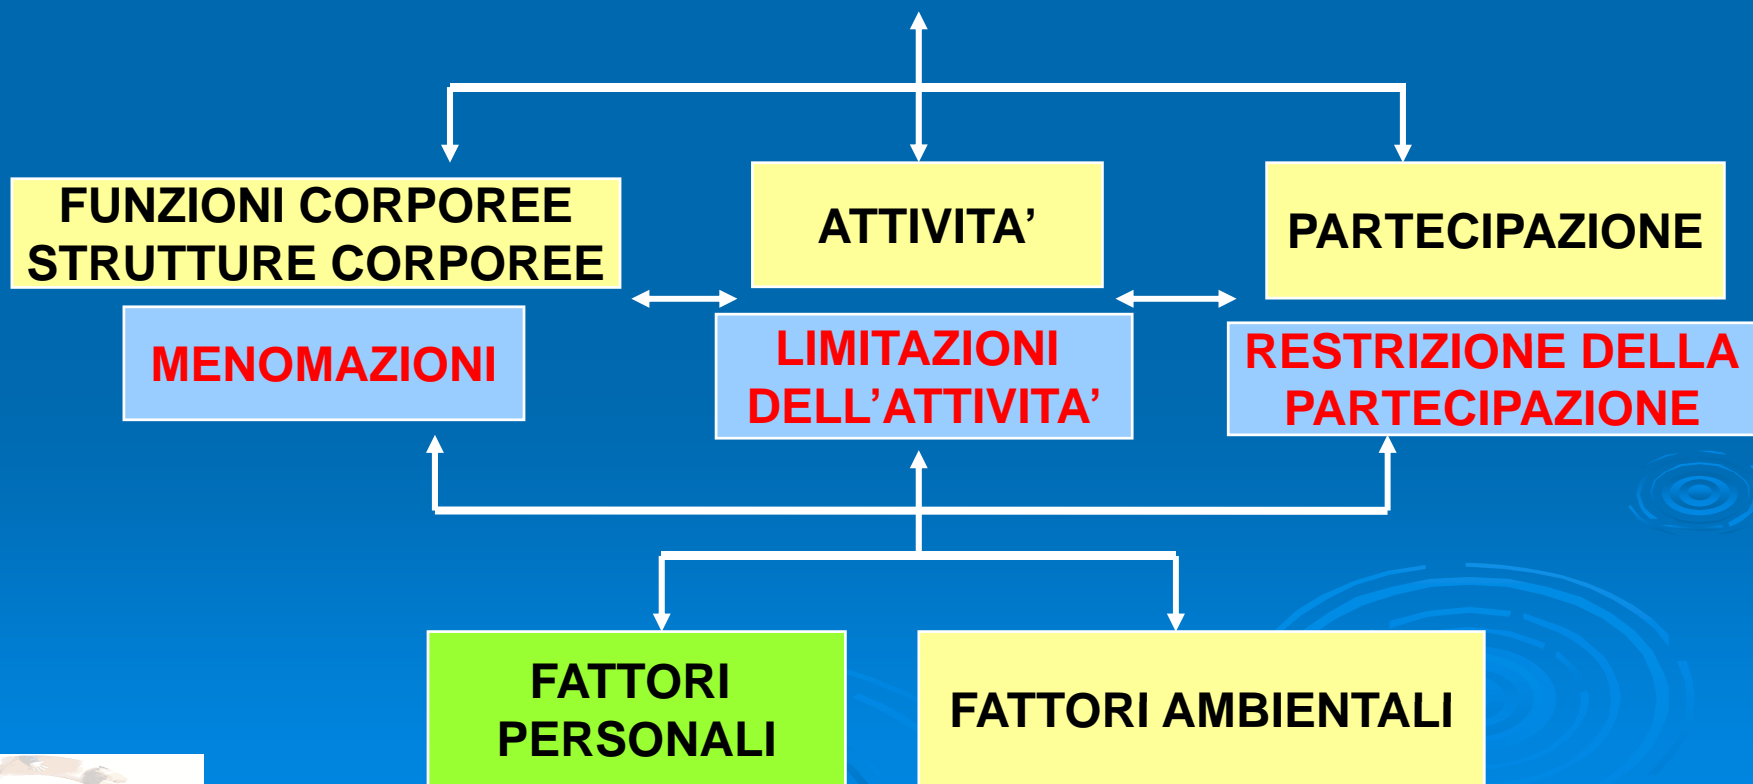 FUNZIONI CORPOREE
STRUTTURE CORPOREE
ATTIVITA’
PARTECIPAZIONE
MENOMAZIONI
LIMITAZIONI
DELL’ATTIVITA’
RESTRIZIONE DELLA
PARTECIPAZIONE
FATTORI
PERSONALI
FATTORI AMBIENTALI